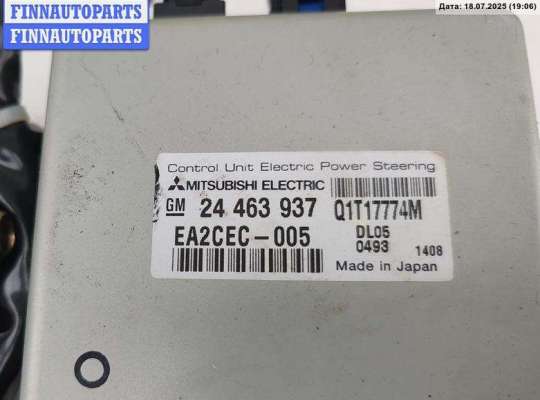 FINNAUTOPARTS
FINNAUTOPARTS
Дата: 18.07.2025 (19:06)
Control Unit Electric Power Steering
MITSUBISHI ELECTRIC
GM 24 463 937 Q1T17774M
EA2CEC-005 DL05
0493 1408
Made in Japan